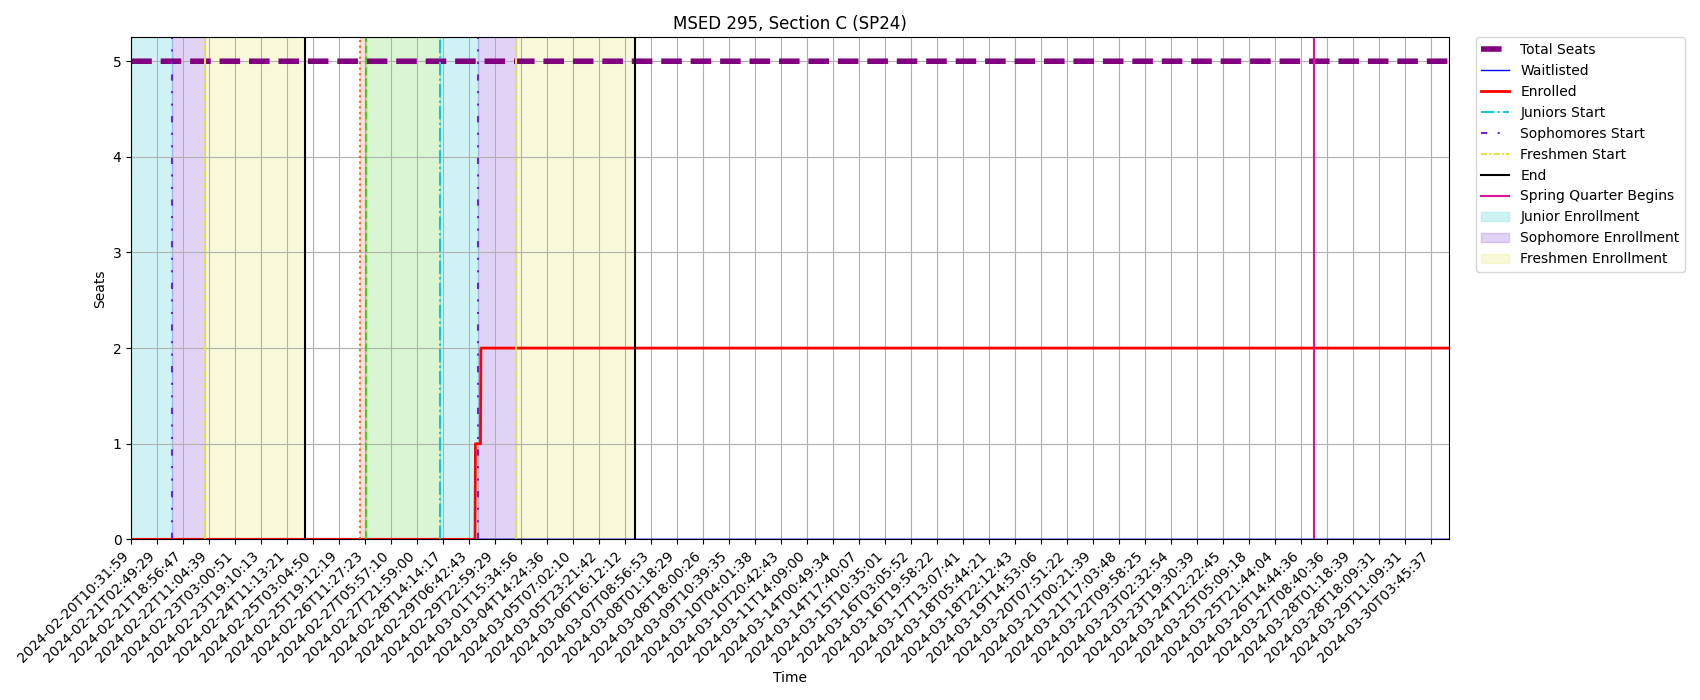 MSED 295, Section C (SP24)
Seats
5
4
3
2
1
0
2024-02-20T10:31:59
2024-02-21T02:49:29
2024-02-21T18:56:47
2024-02-22T11:04:39
2024-02-23T03:00:51
2024-02-23T19:10:13
2024-02-24T11:13:21
2024-02-25T03:04:50
2024-02-25T19:12:19
2024-02-26T11:27:23
2024-02-27T05:57:10
2024-02-27T21:59:00
2024-02-28T14:14:17
2024-02-29T06:42:43
2024-02-29T22:59:29
2024-03-01T15:34:56
2024-03-04T14:24:36
2024-03-05T07:02:10
2024-03-05T23:21:42
2024-03-06T16:12:12
2024-03-07T08:56:53
2024-03-08T01:18:29
2024-03-08T18:00:26
2024-03-09T10:39:35
2024-03-10T04:01:38
2024-03-10T20:42:43
2024-03-11T14:09:00
2024-03-14T00:49:34
2024-03-14T17:40:07
2024-03-15T10:35:01
2024-03-16T03:05:52
2024-03-16T19:58:22
2024-03-17T13:07:41
2024-03-18T05:44:21
2024-03-18T22:12:43
2024-03-19T14:53:06
2024-03-20T07:51:22
2024-03-21T00:21:39
2024-03-21T17:03:48
2024-03-22T09:58:25
2024-03-23T02:32:54
2024-03-23T19:30:39
2024-03-24T12:22:45
2024-03-25T05:09:18
2024-03-25T21:44:04
2024-03-26T14:44:36
2024-03-27T08:40:36
2024-03-28T01:18:39
2024-03-28T18:09:31
2024-03-29T11:09:31
2024-03-30T03:45:37
Time
Total Seats
Waitlisted
Enrolled
Juniors Start
Sophomores Start
Freshmen Start
End
Spring Quarter Begins
Junior Enrollment
Sophomore Enrollment
Freshmen Enrollment